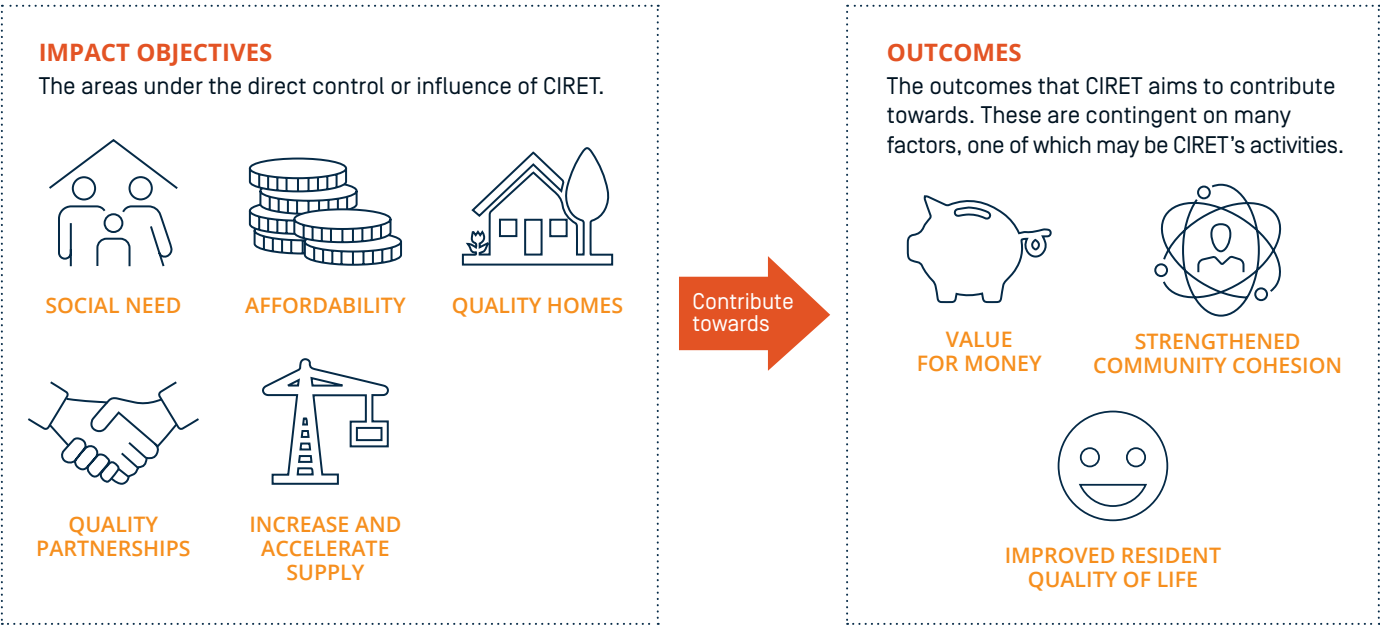 IMPACT OBJECTIVES
The areas under the direct control or influence of CIRET.
SOCIAL NEED
AFFORDABILITY
QUALITY HOMES
QUALITY
PARTNERSHIPS
INCREASE AND
ACCELERATE
SUPPLY
Contribute
towards
OUTCOMES
The outcomes that CIRET aims to contribute
towards. These are contingent on many
factors, one of which may be CIRET's activities.
VALUE
FOR MONEY
STRENGTHENED
COMMUNITY COHESION
IMPROVED RESIDENT
QUALITY OF LIFE